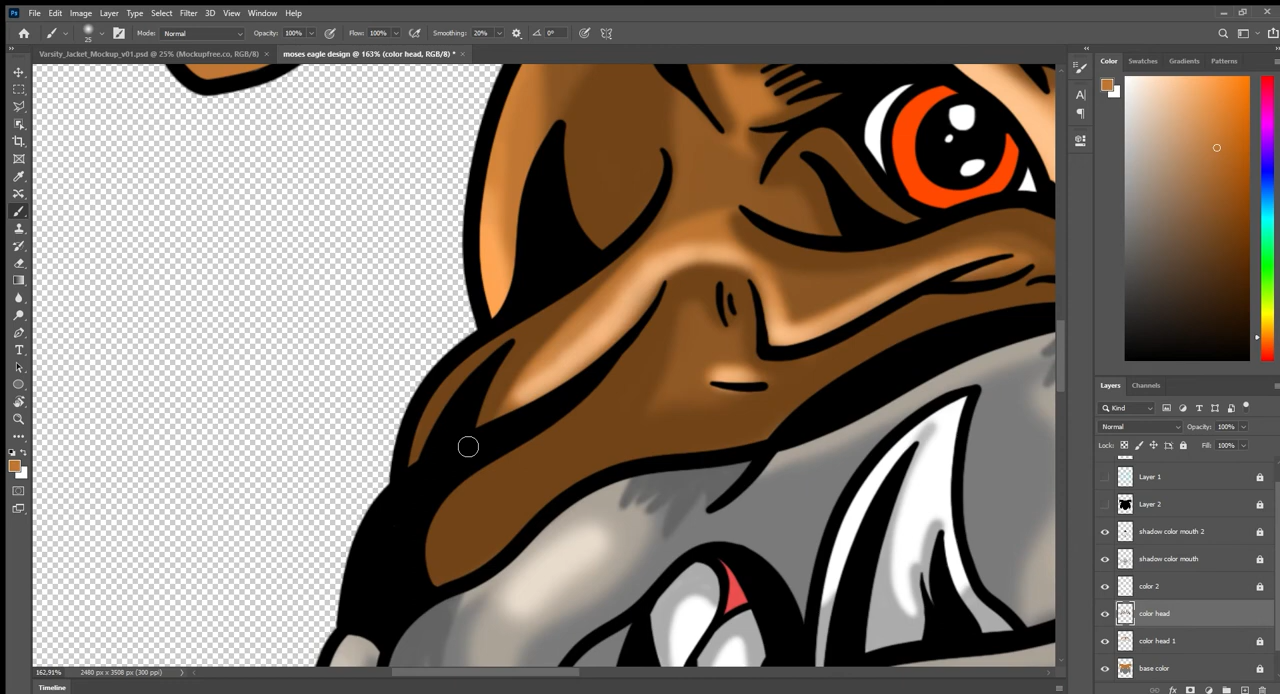 Ps File Edit Image Layer Type Select Filter 3D View Window Help
25 Mode: Normal Opacity: 100% Flow: 100% Smoothing: 20% 0°
Varsity_Jacket_Mockup_v01.psd @ 25% (Mockupfree.co, RGB/8) × moses eagle design @ 163% (color head, RGB/8) * ×
Color Swatches Gradients Patterns
Layers Channels
Kind
Normal Opacity: 100%
Lock: Fill: 100%
Layer 1
Layer 2
shadow color mouth 2
shadow color mouth
color 2
color head
color head 1
base color
162,91% 2480 px x 3508 px (300 ppi)
Timeline